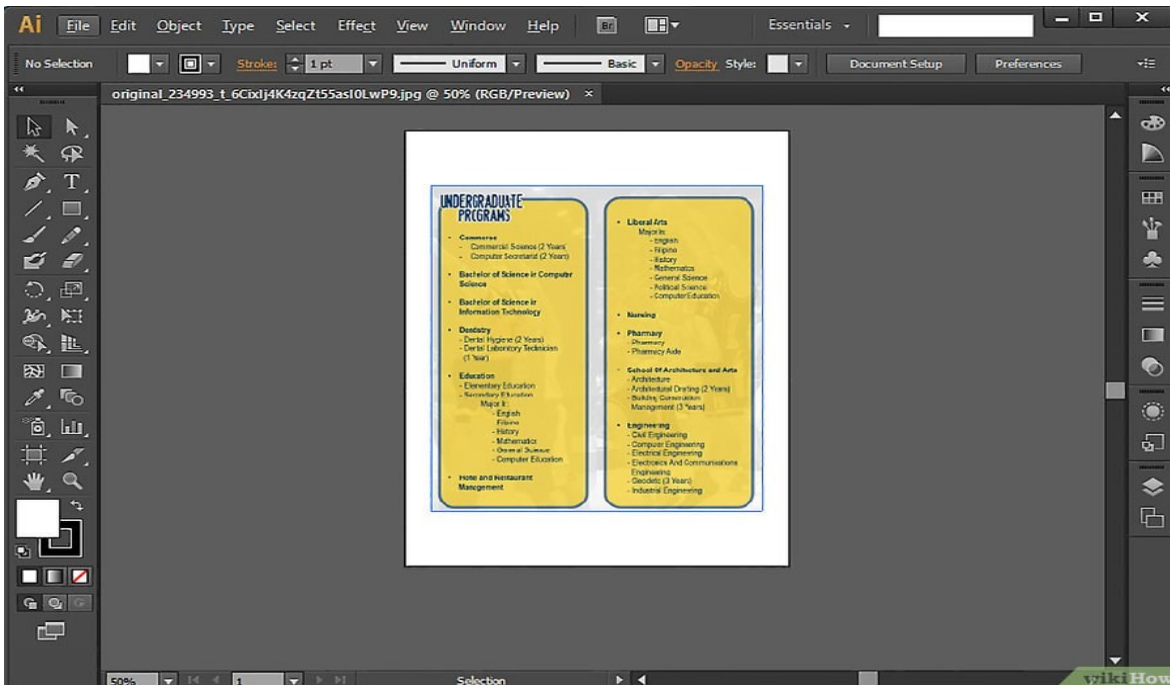 Ai File Edit Object Type Select Effect View Window Help Br Essentials
No Selection Stroke: 1 pt Uniform Basic Opacity Style: Document Setup Preferences
original_234993_t_6CixIj4K4zqZt55asI0LwP9.jpg @ 50% (RGB/Preview) ×
UNDERGRADUATE
PROGRAMS
• Commerce
- Commercial Science (2 Years)
- Computer Secretarial (2 Years)
• Bachelor of Science in Computer
Science
• Bachelor of Science in
Information Technology
• Dentistry
- Dental Hygiene (2 Years)
- Dental Laboratory Technician
(1 Year)
• Education
- Elementary Education
- Secondary Education
Major In:
- English
- Filipino
- History
- Mathematics
- General Science
- Computer Education
• Hotel and Restaurant
Management
• Liberal Arts
Major In:
- English
- Filipino
- History
- Mathematics
- General Science
- Political Science
- Computer Education
• Nursing
• Pharmacy
- Pharmacy
- Pharmacy Aide
• School Of Architecture and Arts
- Architecture
- Architectural Drafting (2 Years)
- Building Construction
Management (3 Years)
• Engineering
- Civil Engineering
- Computer Engineering
- Electrical Engineering
- Electronics And Communications
Engineering
- Geodetic (3 Years)
- Industrial Engineering
50% 1 Selection
wikiHow